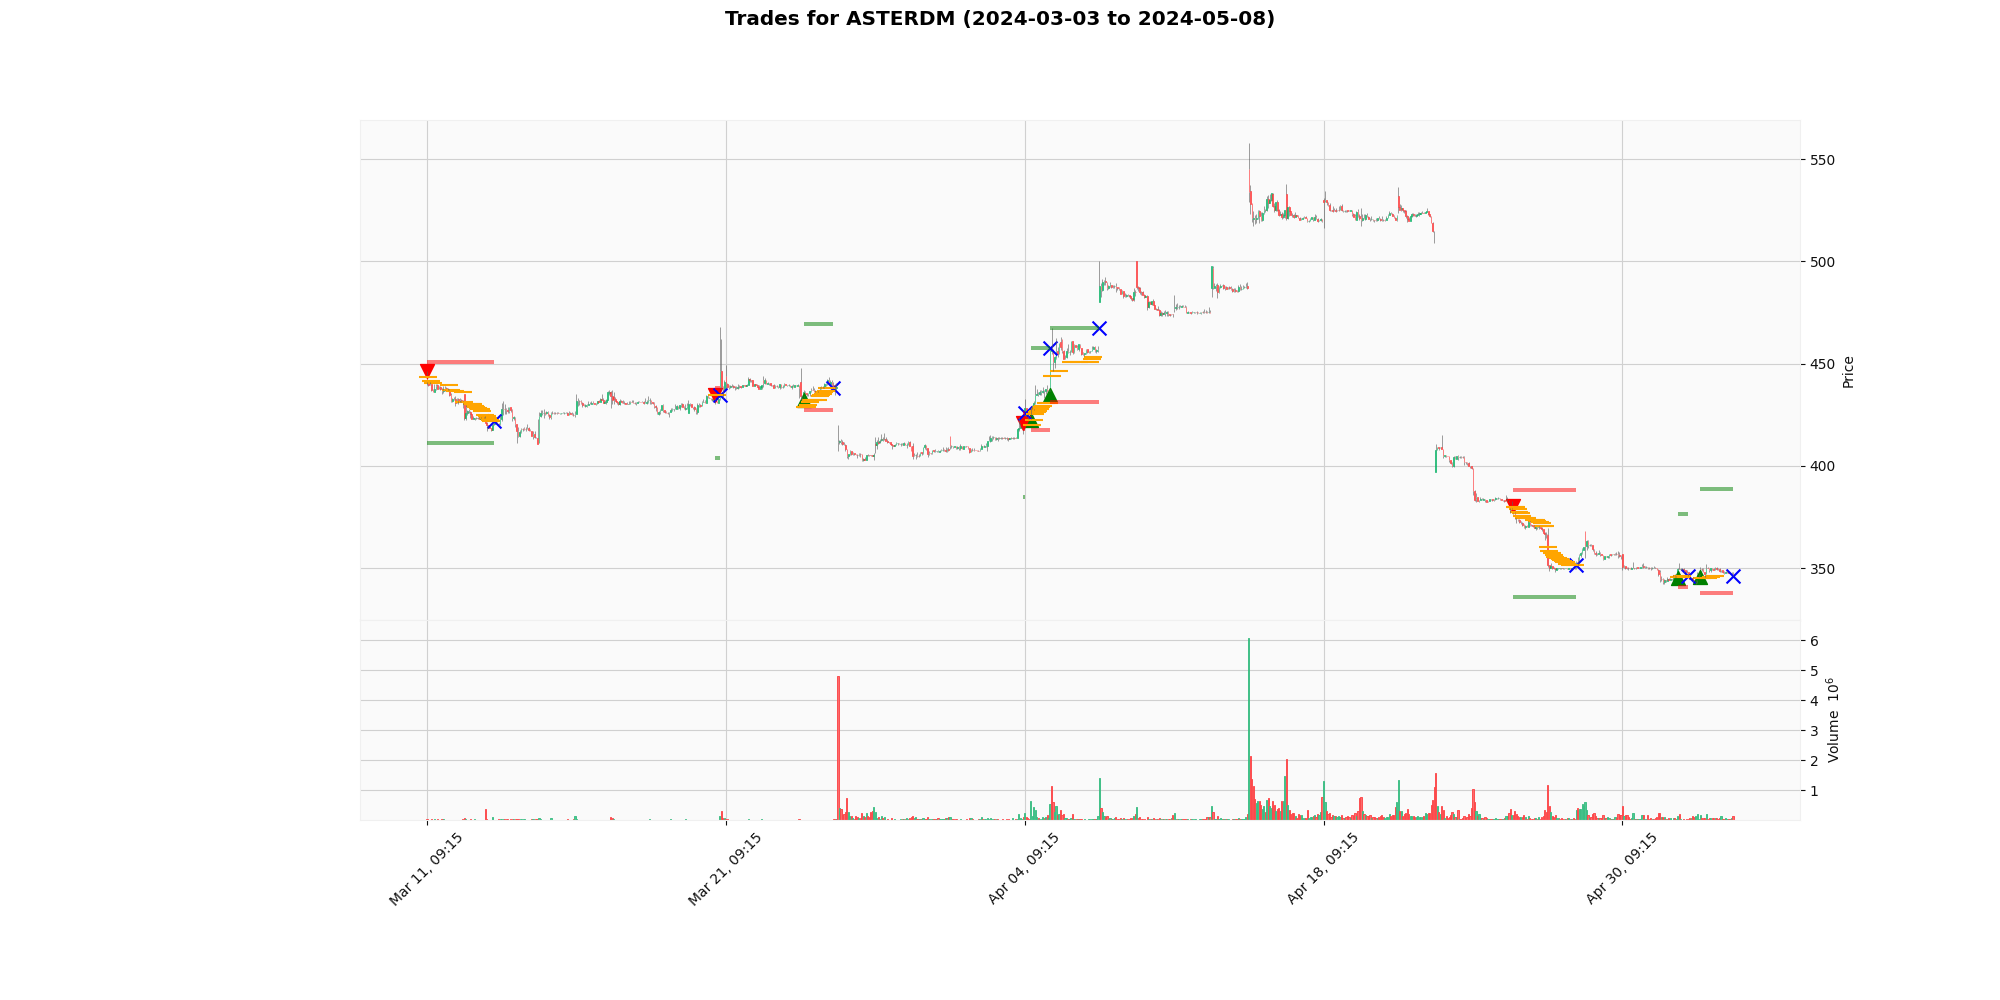 Trades for ASTERDM (2024-03-03 to 2024-05-08)
550
500
450
400
350
Price
6
5
4
3
2
1
Volume 10^6
Mar 11, 09:15
Mar 21, 09:15
Apr 04, 09:15
Apr 18, 09:15
Apr 30, 09:15